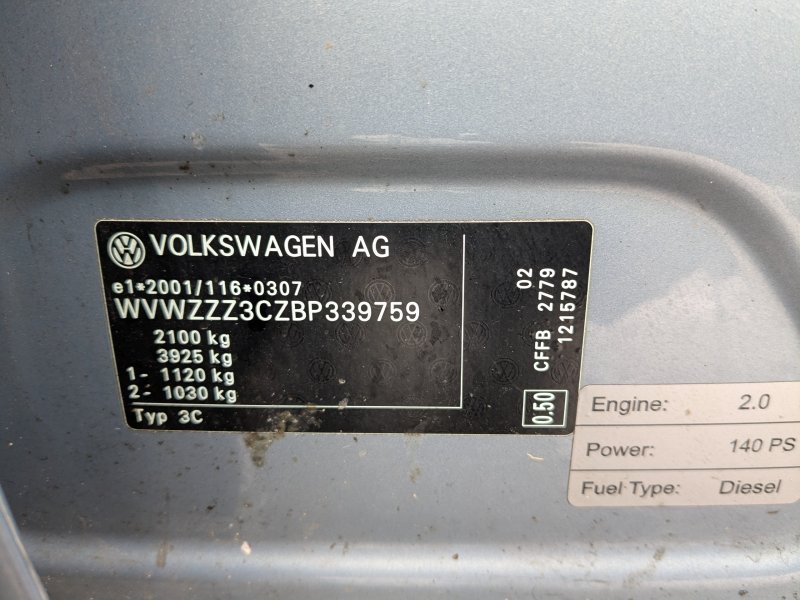 VOLKSWAGEN AG
e1*2001/116*0307
WVWZZZ3CZBP339759
2100 kg
3925 kg
1- 1120 kg
2- 1030 kg
Typ 3C
02
CFFB 2779
1215787
0.50
Engine: 2.0
Power: 140 PS
Fuel Type: Diesel